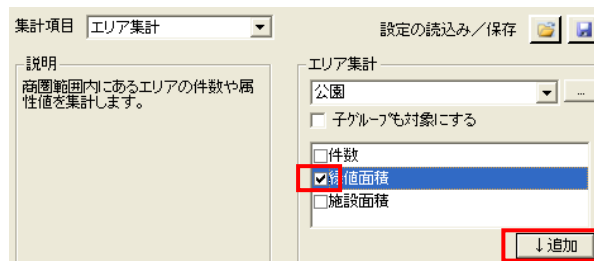 集計項目 エリア集計
設定の読込み／保存
説明
商圏範囲内にあるエリアの件数や属
性値を集計します。
エリア集計
公園
...
子ｸﾞﾙｰﾌﾟも対象にする
件数
値面積
施設面積
↓追加